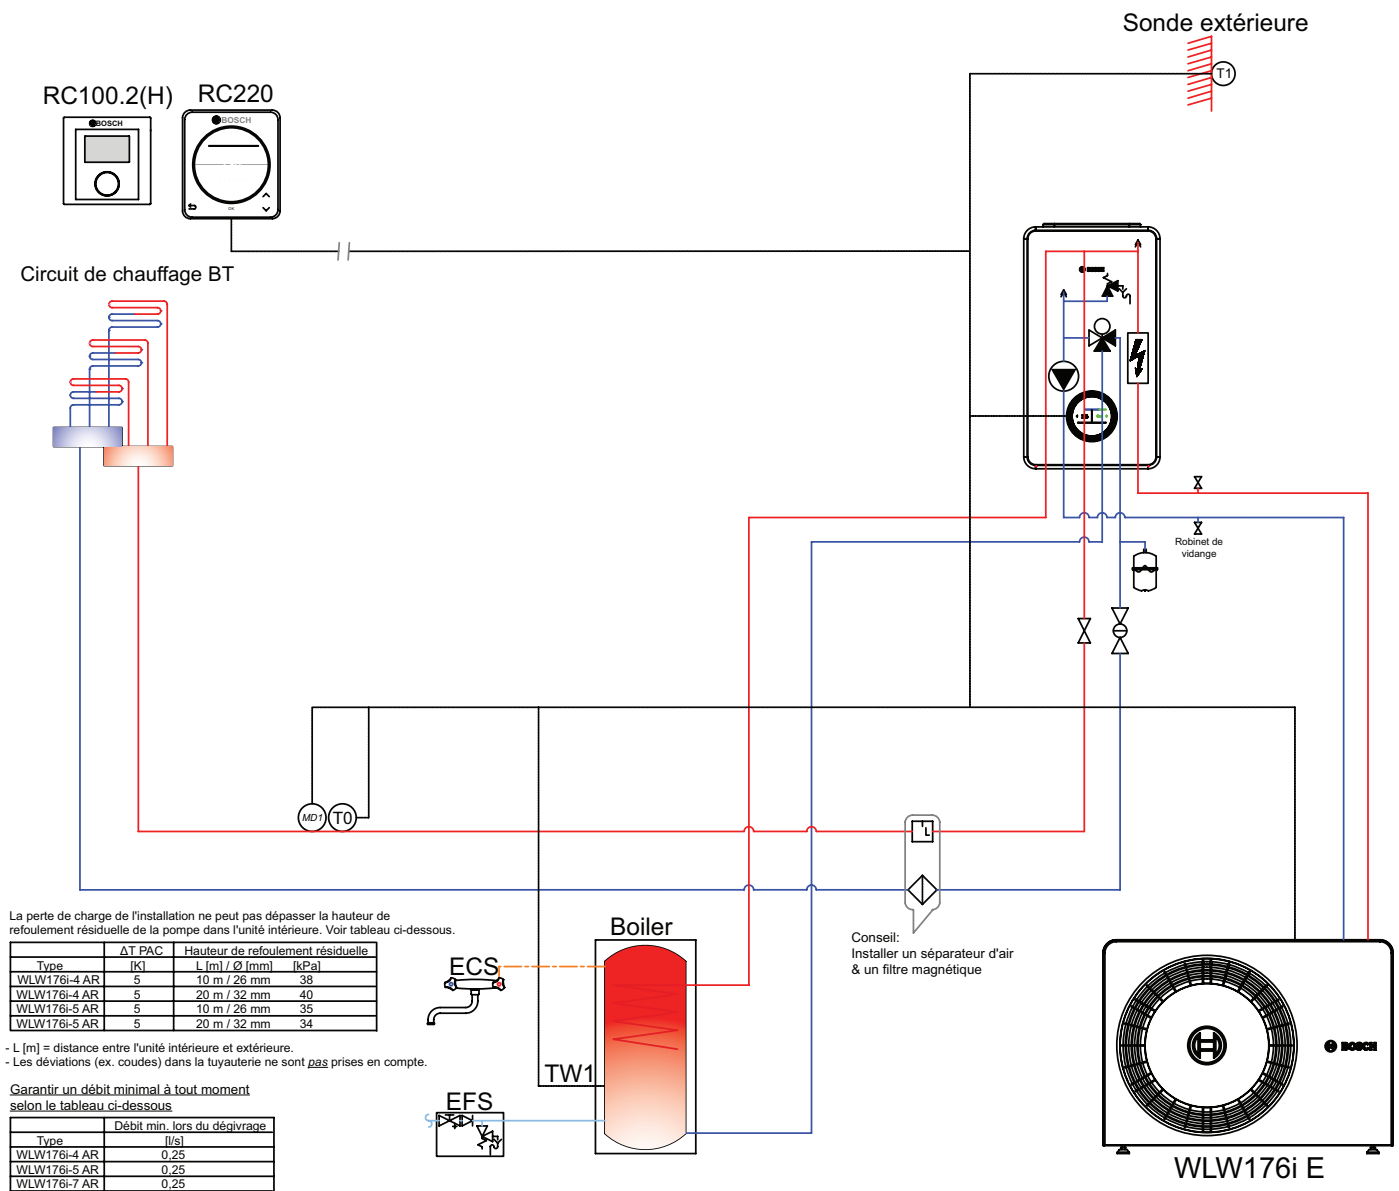 Sonde extérieure
T1
RC100.2(H)
RC220
BOSCH
BOSCH
OK
Circuit de chauffage BT
Robinet de
vidange
MD1
T0
L
La perte de charge de l'installation ne peut pas dépasser la hauteur de
refoulement résiduelle de la pompe dans l'unité intérieure. Voir tableau ci-dessous.
ΔT PAC Hauteur de refoulement résiduelle
Type [K] L [m] / Ø [mm] [kPa]
WLW176i-4 AR 5 10 m / 26 mm 38
WLW176i-4 AR 5 20 m / 32 mm 40
WLW176i-5 AR 5 10 m / 26 mm 35
WLW176i-5 AR 5 20 m / 32 mm 34
- L [m] = distance entre l'unité intérieure et extérieure.
- Les déviations (ex. coudes) dans la tuyauterie ne sont pas prises en compte.
Garantir un débit minimal à tout moment
selon le tableau ci-dessous
Débit min. lors du dégivrage
Type [l/s]
WLW176i-4 AR 0,25
WLW176i-5 AR 0,25
WLW176i-7 AR 0,25
ECS
EFS
Boiler
TW1
Conseil:
Installer un séparateur d'air
& un filtre magnétique
BOSCH
WLW176i E